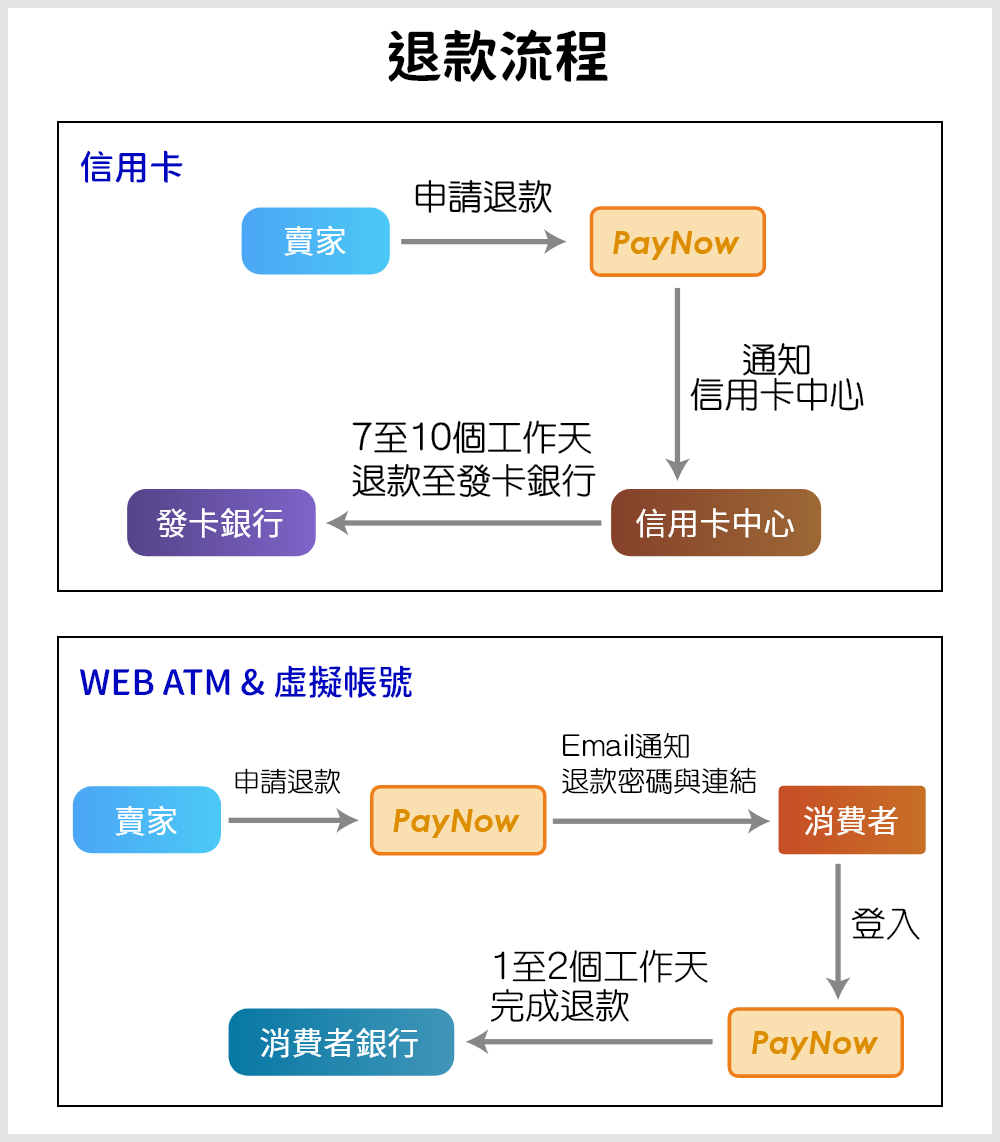 退款流程
信用卡
申請退款
賣家
PayNow
通知
信用卡中心
7至10個工作天
退款至發卡銀行
發卡銀行
信用卡中心
WEB ATM & 虛擬帳號
Email通知
退款密碼與連結
申請退款
賣家
PayNow
消費者
登入
1至2個工作天
完成退款
消費者銀行
PayNow